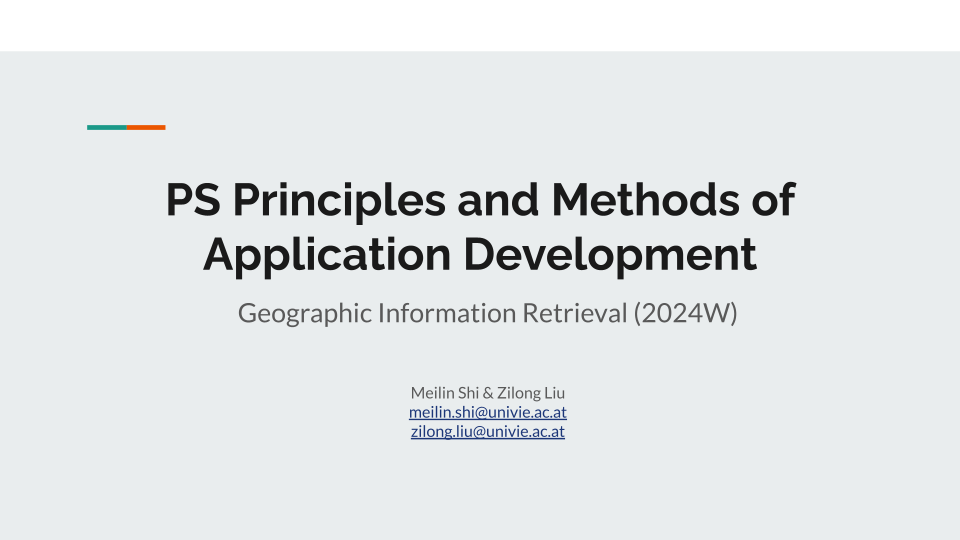 PS Principles and Methods of
Application Development
Geographic Information Retrieval (2024W)
Meilin Shi & Zilong Liu
meilin.shi@univie.ac.at
zilong.liu@univie.ac.at